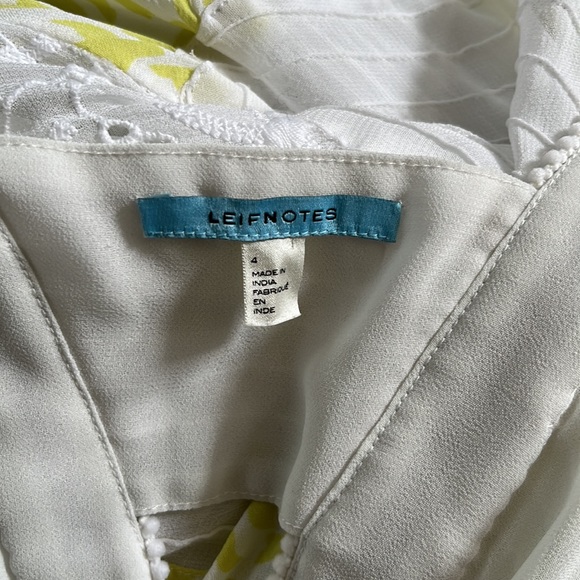 LEIFNOTES
4
MADE IN
INDIA
FABRIQUÉ
EN
INDE